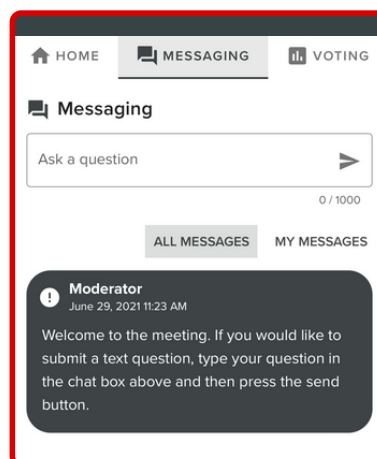 HOME MESSAGING VOTING
Messaging
Ask a question
0 / 1000
ALL MESSAGES MY MESSAGES
Moderator
June 29, 2021 11:23 AM
Welcome to the meeting. If you would like to
submit a text question, type your question in
the chat box above and then press the send
button.